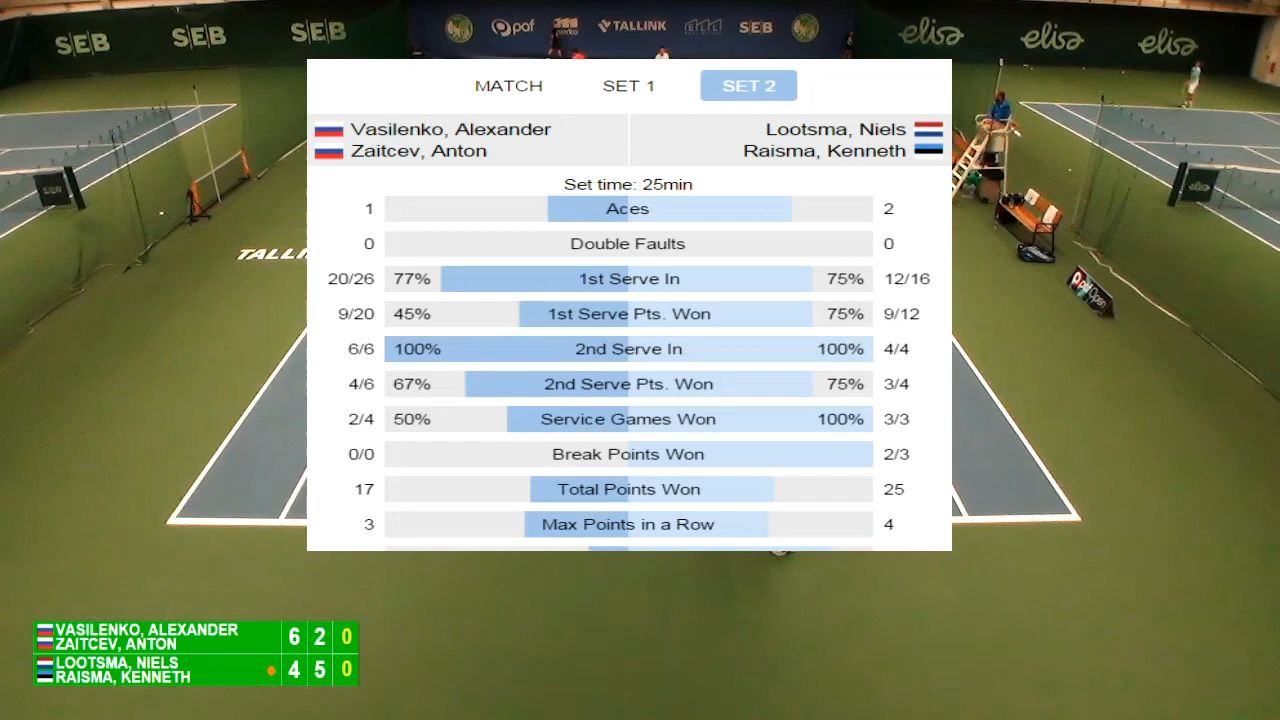 SEB SEB SEB paf TALLINK SEB elisa elisa elisa
MATCH SET 1 SET 2
Vasilenko, Alexander Lootsma, Niels
Zaitcev, Anton Raisma, Kenneth
Set time: 25min
1 Aces 2
0 Double Faults 0
20/26 77% 1st Serve In 75% 12/16
9/20 45% 1st Serve Pts. Won 75% 9/12
6/6 100% 2nd Serve In 100% 4/4
4/6 67% 2nd Serve Pts. Won 75% 3/4
2/4 50% Service Games Won 100% 3/3
0/0 Break Points Won 2/3
17 Total Points Won 25
3 Max Points in a Row 4
SEB
elisa
TALLI
paf Open
VASILENKO, ALEXANDER 6 2 0
ZAITCEV, ANTON
LOOTSMA, NIELS 4 5 0
RAISMA, KENNETH